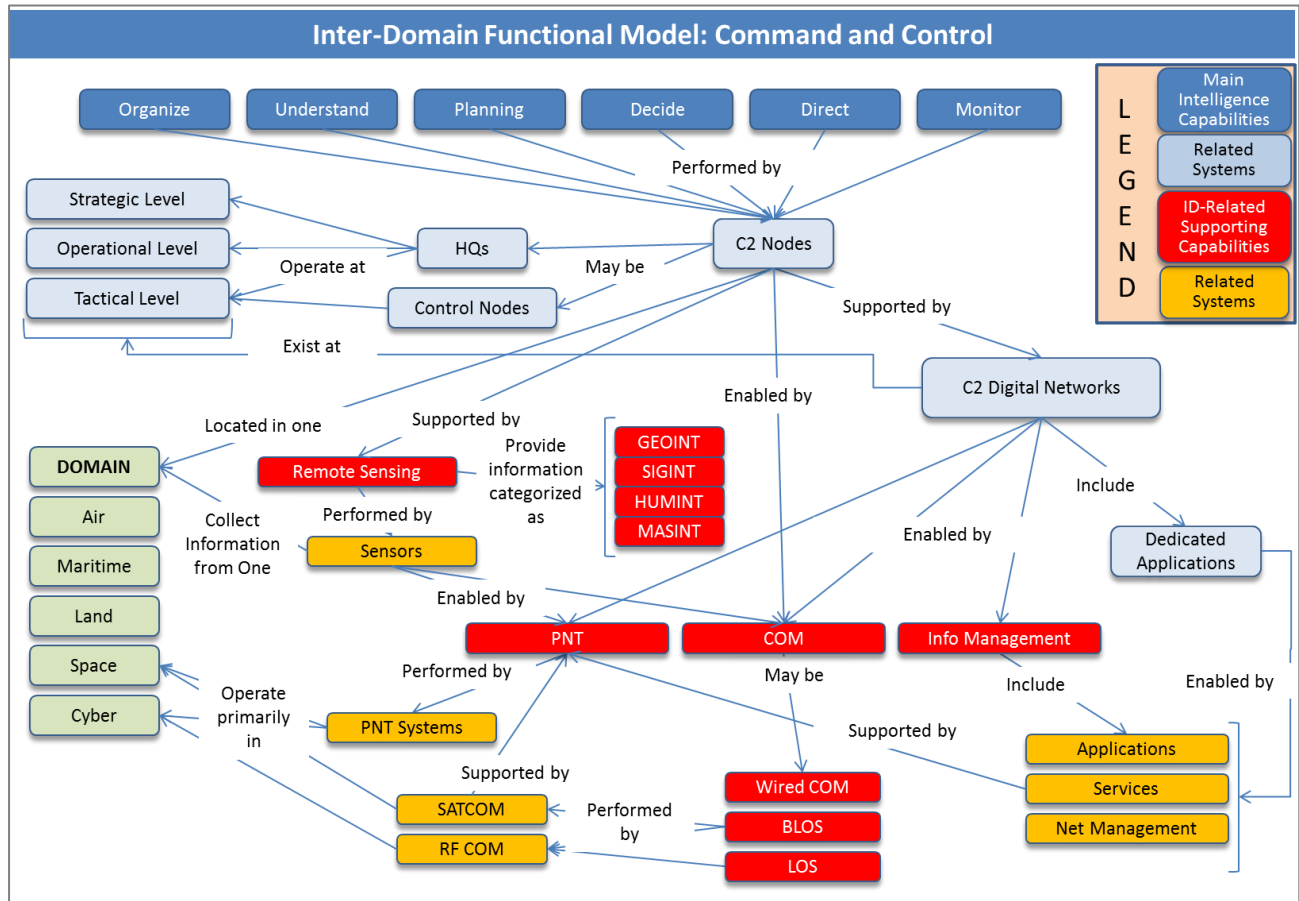 Inter-Domain Functional Model: Command and Control
Organize
Understand
Planning
Decide
Direct
Monitor
L
E
G
E
N
D
Main
Intelligence
Capabilities
Related
Systems
ID-Related
Supporting
Capabilities
Related
Systems
Performed by
Strategic Level
Operational Level
Tactical Level
HQs
C2 Nodes
Operate at
May be
Control Nodes
Supported by
Exist at
C2 Digital Networks
Enabled by
Located in one
Supported by
DOMAIN
Air
Maritime
Land
Space
Cyber
Remote Sensing
Provide
information
categorized
as
GEOINT
SIGINT
HUMINT
MASINT
Include
Performed by
Collect
Information
from One
Sensors
Enabled by
Dedicated
Applications
Enabled by
PNT
COM
Info Management
Performed by
May be
Include
Enabled by
Operate
primarily
in
PNT Systems
Supported by
Applications
Services
Net Management
Supported by
Wired COM
BLOS
LOS
SATCOM
RF COM
Performed
by